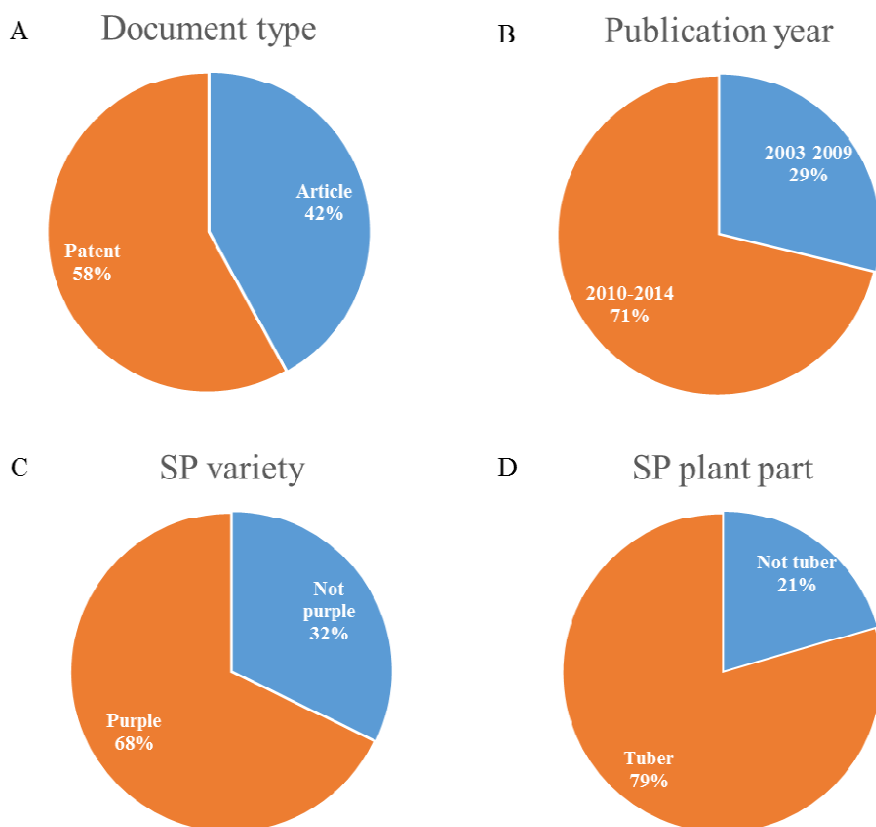 A
Document type
Article
42%
Patent
58%
B
Publication year
2003-2009
29%
2010-2014
71%
C
SP variety
Not
purple
32%
Purple
68%
D
SP plant part
Not tuber
21%
Tuber
79%